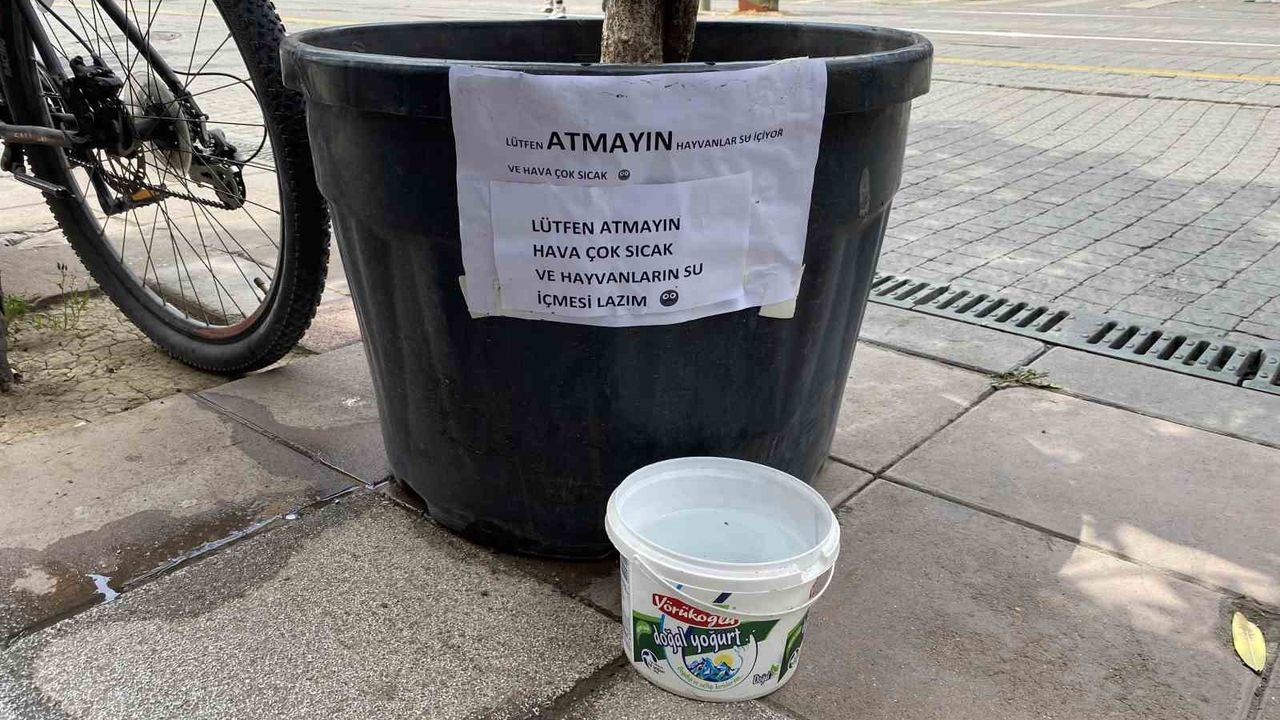 LÜTFEN ATMAYIN HAYVANLAR SU İÇİYOR
VE HAVA ÇOK SICAK
LÜTFEN ATMAYIN
HAVA ÇOK SICAK
VE HAYVANLARIN SU
İÇMESİ LAZIM
Yörükoğlu
doğal yoğurt